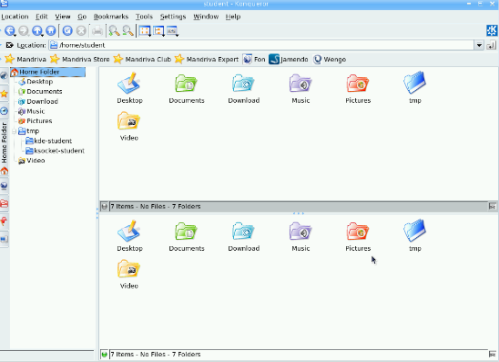 student - Konqueror
Location Edit View Go Bookmarks Tools Settings Window Help
Location: /home/student
Mandriva Mandriva Store Mandriva Club Mandriva Expert Fon Jamendo Wengo
Home Folder
Desktop
Documents
Download
Music
Pictures
tmp
kde-student
ksocket-student
Video
Home Folder
Desktop Documents Download Music Pictures tmp
Video
7 Items - No Files - 7 Folders
Desktop Documents Download Music Pictures tmp
Video
7 Items - No Files - 7 Folders